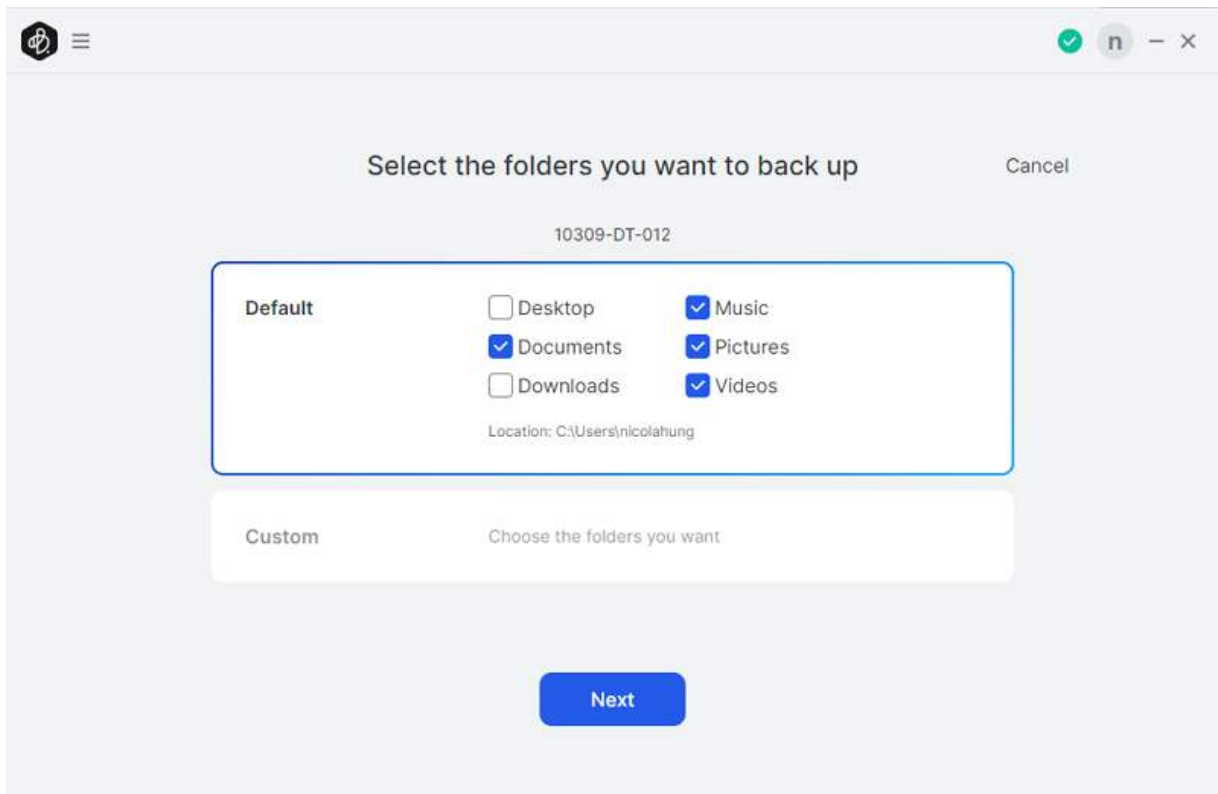 n
Select the folders you want to back up
Cancel
10309-DT-012
Default
Desktop
Music
Documents
Pictures
Downloads
Videos
Location: C:\Users\nicolahung
Custom
Choose the folders you want
Next